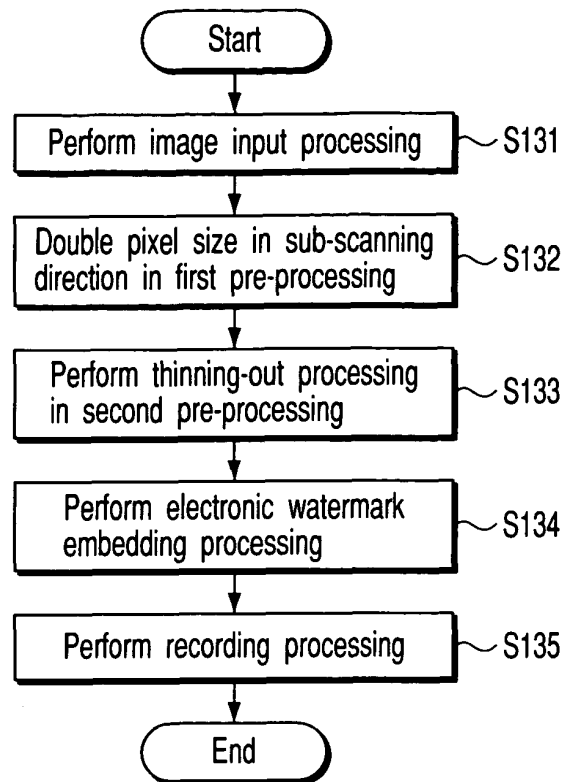 Start
Perform image input processing
S131
Double pixel size in sub-scanning
direction in first pre-processing
S132
Perform thinning-out processing
in second pre-processing
S133
Perform electronic watermark
embedding processing
S134
Perform recording processing
S135
End